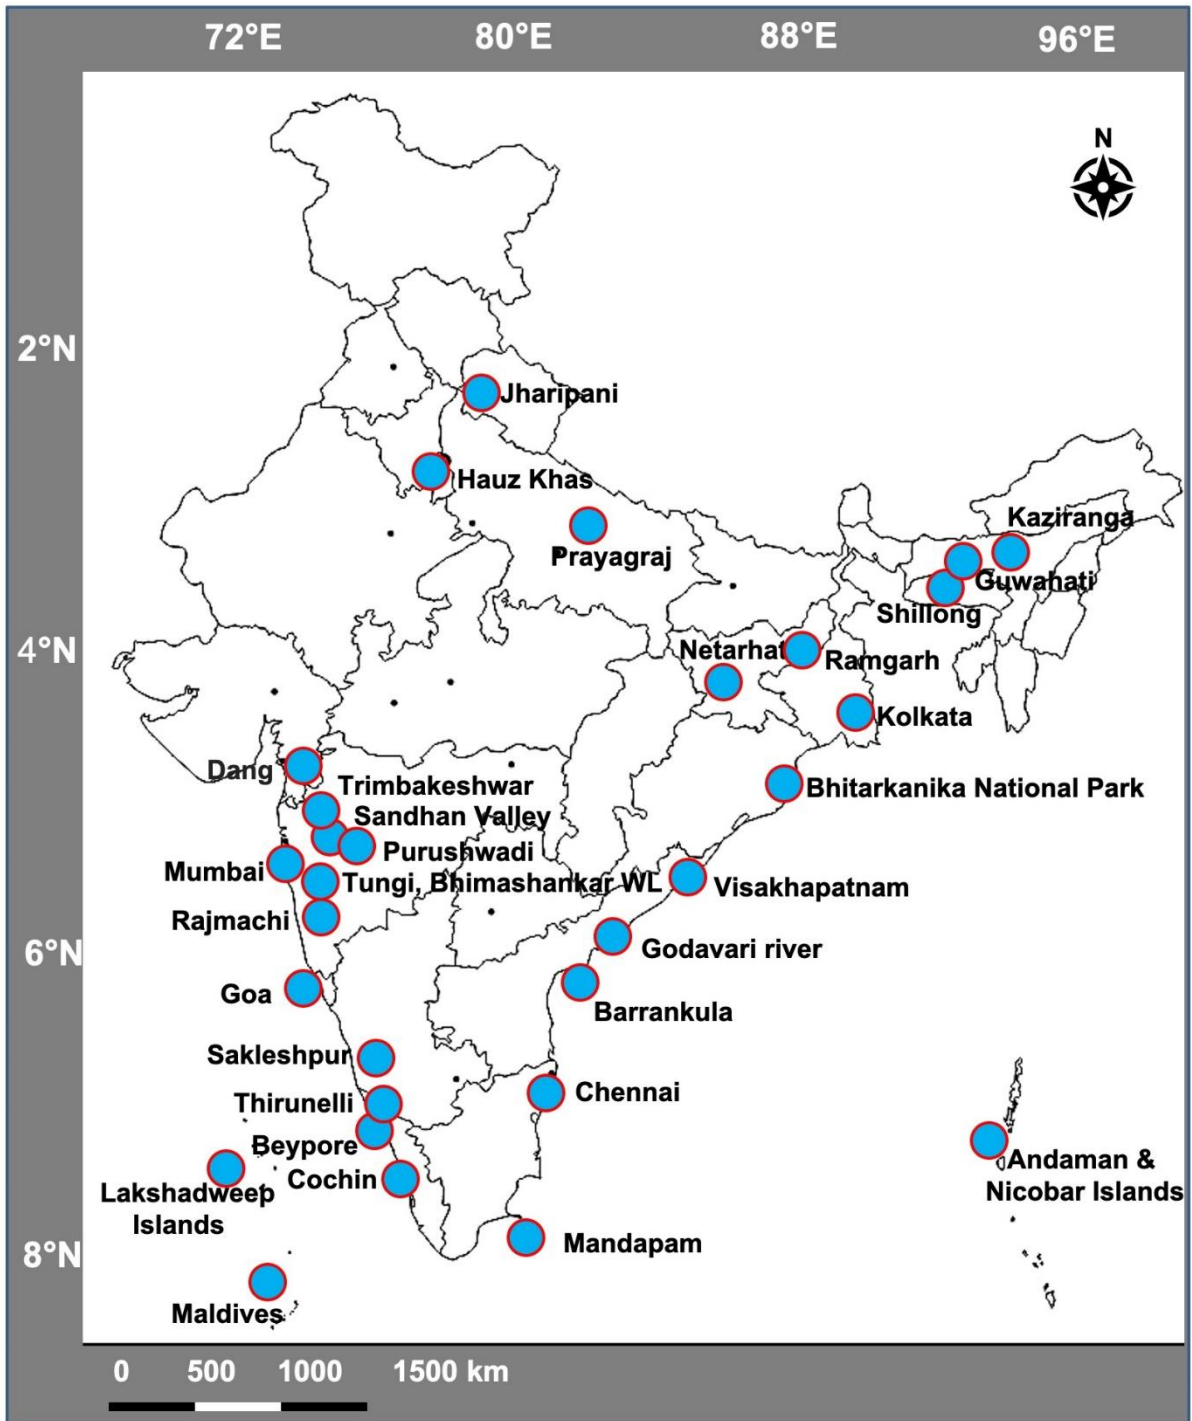 72°E 80°E 88°E 96°E
N
2°N
Jharipani
Hauz Khas
Kaziranga
Prayagraj
Guwahati
Shillong
4°N
Netarhat
Ramgarh
Kolkata
Dang
Trimbakeshwar
Bhitarkanika National Park
Sandhan Valley
Purushwadi
Mumbai
Tungi, Bhimashankar WL
Visakhapatnam
Rajmachi
6°N
Godavari river
Goa
Barrankula
Sakleshpur
Chennai
Thirunelli
Beypore
Cochin
Andaman &
Nicobar Islands
Lakshadweep
Islands
Mandapam
8°N
Maldives
0 500 1000 1500 km